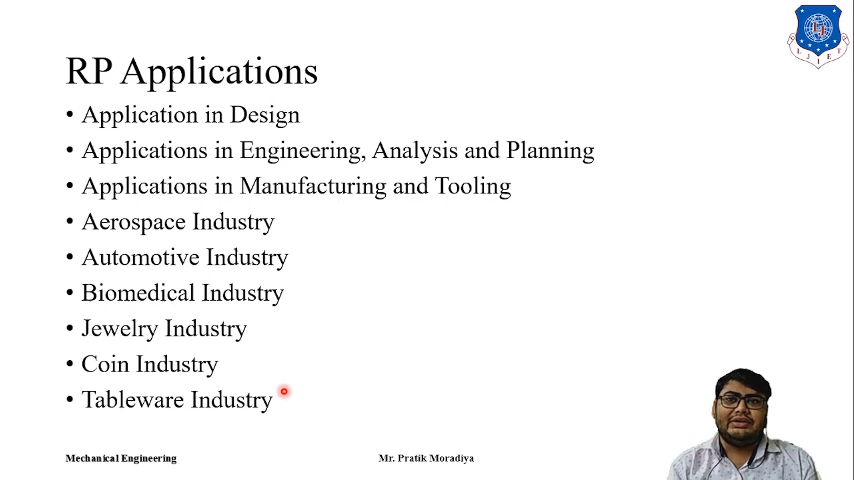 RP Applications
• Application in Design
• Applications in Engineering, Analysis and Planning
• Applications in Manufacturing and Tooling
• Aerospace Industry
• Automotive Industry
• Biomedical Industry
• Jewelry Industry
• Coin Industry
• Tableware Industry
Mechanical Engineering
Mr. Pratik Moradiya
L J I E T